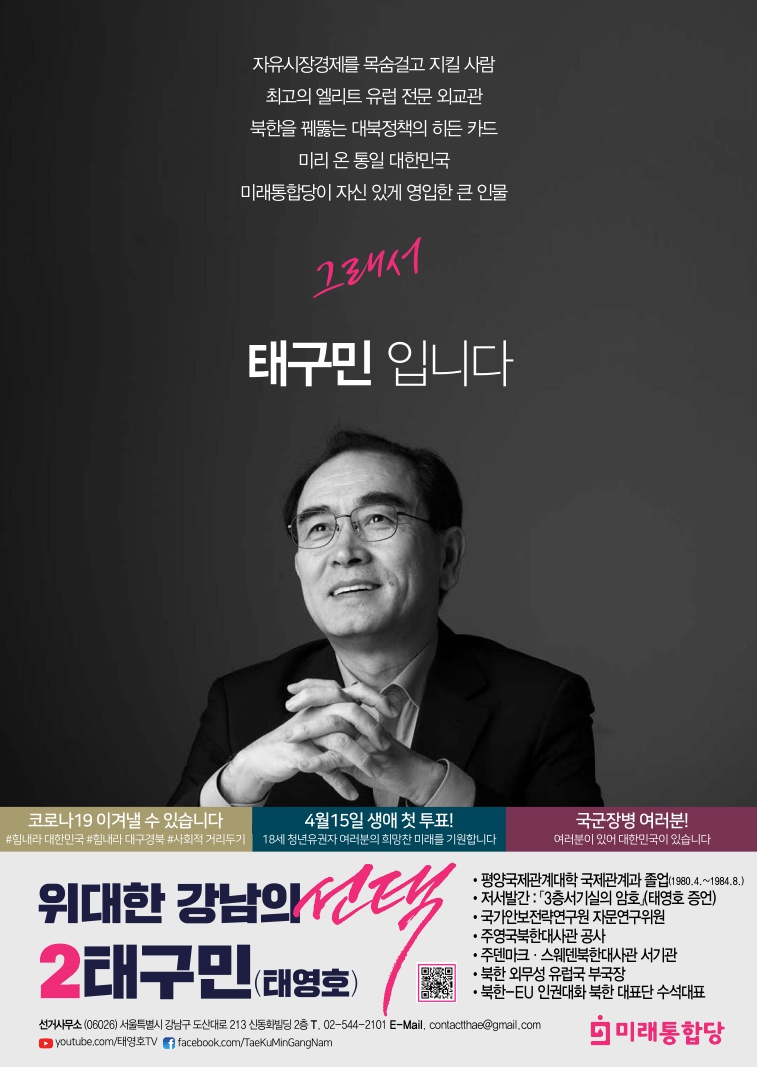 자유시장경제를 목숨걸고 지킬 사람
최고의 엘리트 유럽 전문 외교관
북한을 꿰뚫는 대북정책의 히든 카드
미리 온 통일 대한민국
미래통합당이 자신 있게 영입한 큰 인물
그래서
태구민 입니다
코로나19 이겨낼 수 있습니다
#힘내라 대한민국 #힘내라 대구경북 #사회적 거리두기
4월15일 생애 첫 투표!
18세 청년유권자 여러분의 희망찬 미래를 기원합니다
국군장병 여러분!
여러분이 있어 대한민국이 있습니다
위대한 강남의 선택
2태구민(태영호)
• 평양국제관계대학 국제관계과 졸업(1980.4.~1984.8.)
• 저서발간 : 『3층서기실의 암호』(태영호 증언)
• 국가안보전략연구원 자문연구위원
• 주영국북한대사관 공사
• 주덴마크 · 스웨덴북한대사관 서기관
• 북한 외무성 유럽국 부국장
• 북한-EU 인권대화 북한 대표단 수석대표
선거사무소 (06026) 서울특별시 강남구 도산대로 213 신동화빌딩 2층 T. 02-544-2101 E-Mail. contactthae@gmail.com
youtube.com/태영호TV facebook.com/TaeKuMinGangNam
미래통합당